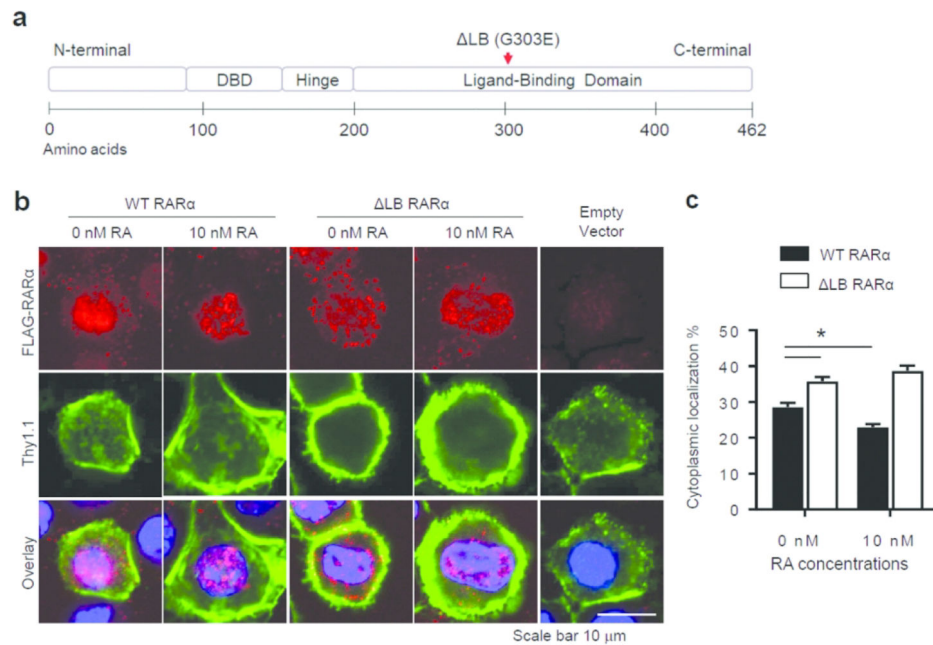 a
ΔLB (G303E)
N-terminal C-terminal
DBD Hinge Ligand-Binding Domain
0 100 200 300 400 462
Amino acids
b
WT RARα ΔLB RARα Empty Vector
0 nM RA 10 nM RA 0 nM RA 10 nM RA
FLAG-RARα
Thy1.1
Overlay
Scale bar 10 μm
c
WT RARα
ΔLB RARα
Cytoplasmic localization %
50
40
30
20
10
0
*
0 nM 10 nM
RA concentrations